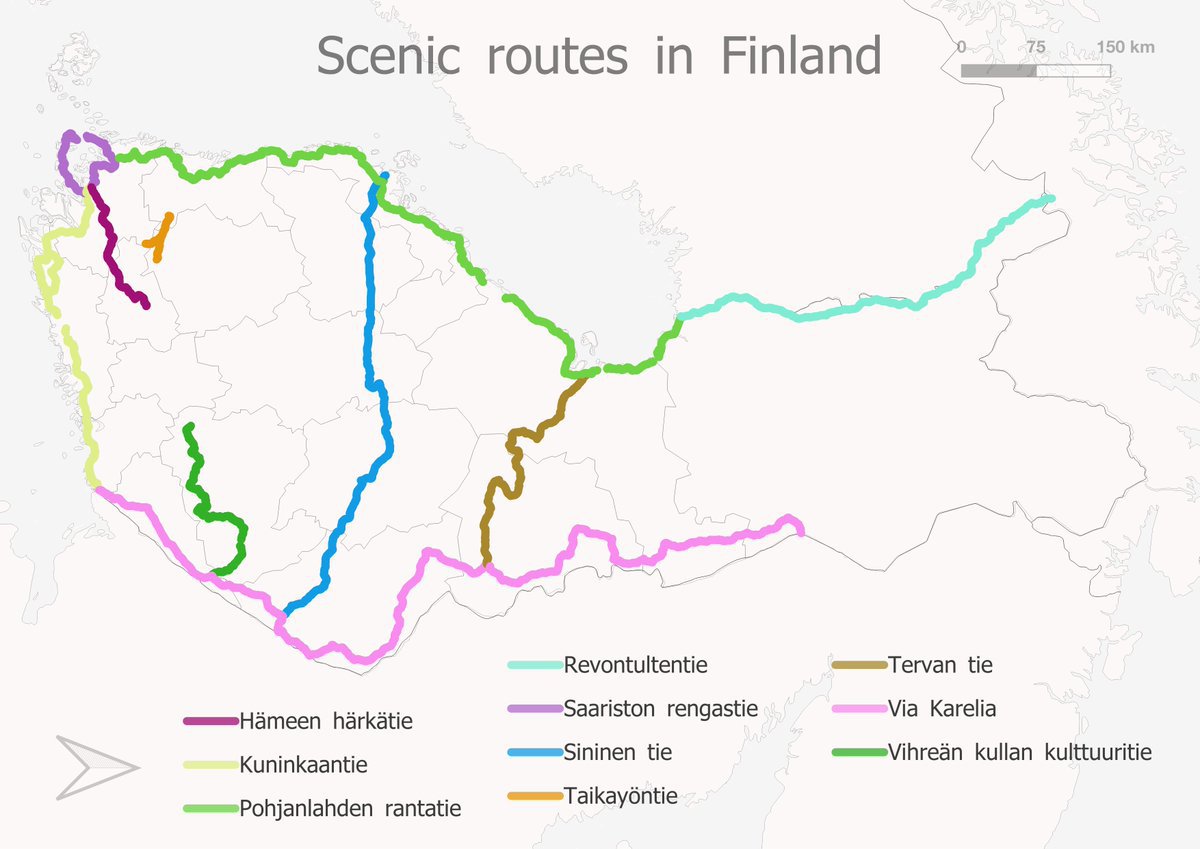 Scenic routes in Finland
0 75 150 km
Hämeen härkätie
Kuninkaantie
Pohjanlahden rantatie
Revontultentie
Saariston rengastie
Sininen tie
Taikayöntie
Tervan tie
Via Karelia
Vihreän kullan kulttuuritie